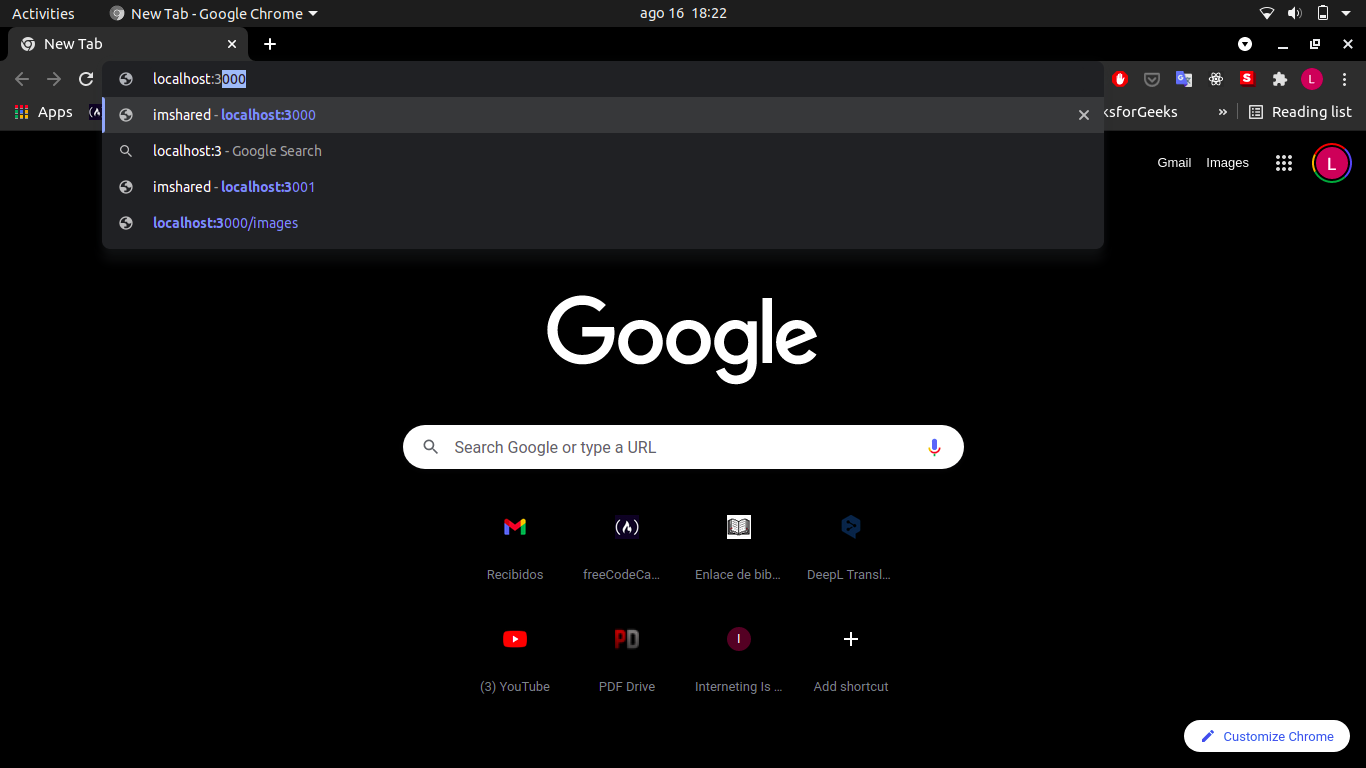 Activities New Tab - Google Chrome ago 16 18:22
New Tab
localhost:3000
Apps ksforGeeks » Reading list
imshared - localhost:3000
localhost:3 - Google Search
imshared - localhost:3001
localhost:3000/images
Gmail Images L
Google
Search Google or type a URL
Recibidos freeCodeCa... Enlace de bib... DeepL Transl...
PD I
(3) YouTube PDF Drive Interneting Is ... Add shortcut
Customize Chrome